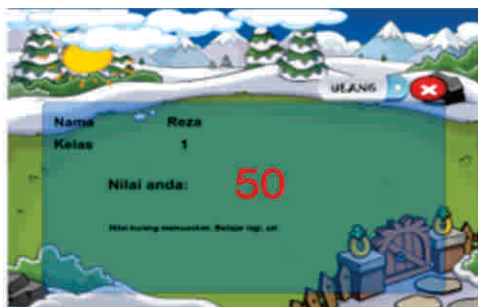 ULANG
Nama Reza
Kelas 1
Nilai anda: 50
Nilai kurang memuaskan. Belajar lagi, ya!